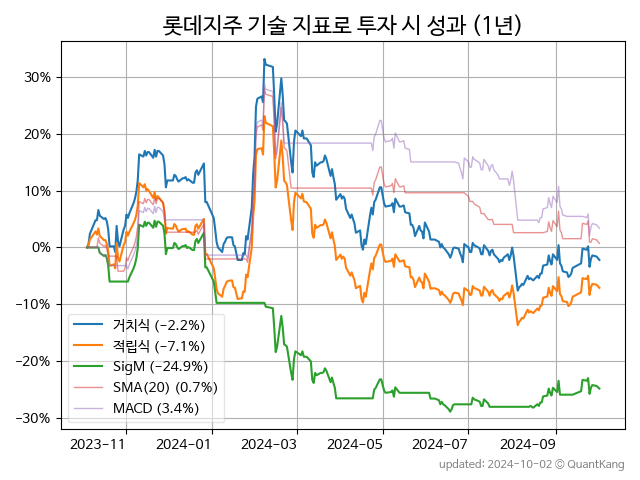 롯데지주 기술 지표로 투자 시 성과 (1년)
30%
20%
10%
0%
−10%
−20%
−30%
거치식 (−2.2%)
적립식 (−7.1%)
SigM (−24.9%)
SMA(20) (0.7%)
MACD (3.4%)
2023−11 2024−01 2024−03 2024−05 2024−07 2024−09
updated: 2024-10-02 © QuantKang